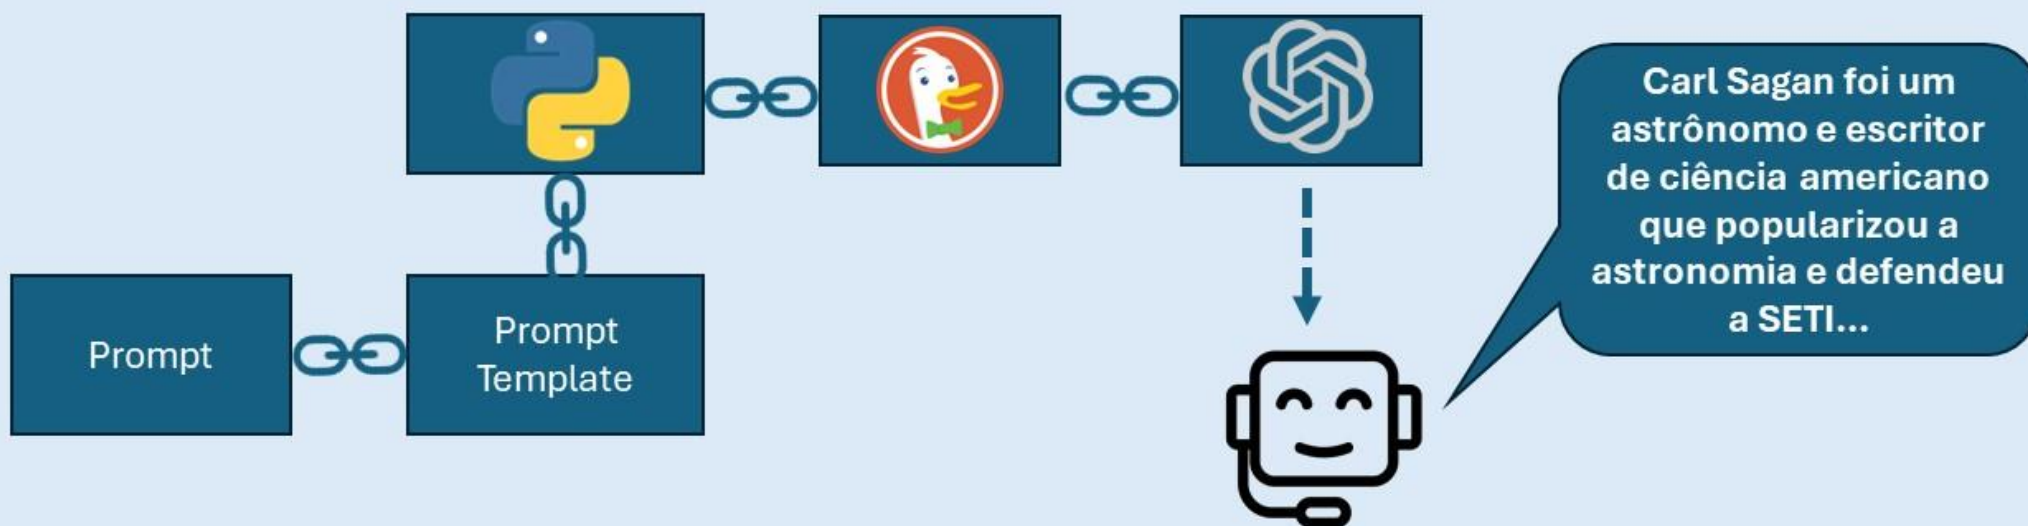 Prompt
Prompt
Template
Carl Sagan foi um
astrônomo e escritor
de ciência americano
que popularizou a
astronomia e defendeu
a SETI...